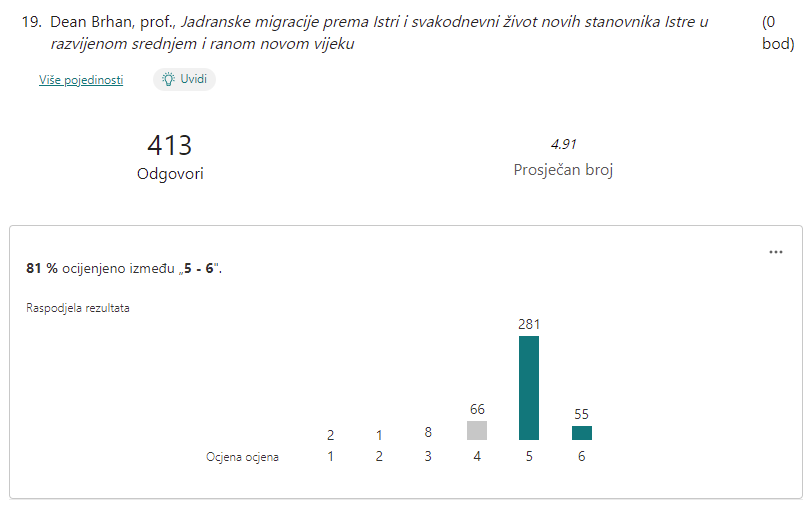 19. Dean Brhan, prof., Jadranske migracije prema Istri i svakodnevni život novih stanovnika Istre u (0
razvijenom srednjem i ranom novom vijeku bod)
Više pojedinosti Uvidi
413 4.91
Odgovori Prosječan broj
...
81 % ocijenjeno između „5 - 6“.
Raspodjela rezultata
281
66
55
2 1 8
Ocjena ocjena 1 2 3 4 5 6